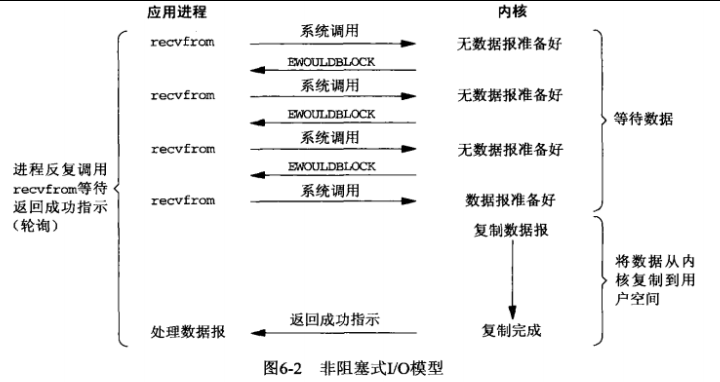 应用进程 内核
recvfrom 系统调用 无数据报准备好
EWOULDBLOCK
recvfrom 系统调用 无数据报准备好
EWOULDBLOCK
等待数据
recvfrom 系统调用 无数据报准备好
EWOULDBLOCK
进程反复调用
recvfrom等待
返回成功指示
（轮询）
recvfrom 系统调用 数据报准备好
复制数据报
将数据从内
核复制到用
户空间
处理数据报 返回成功指示 复制完成
图6-2 非阻塞式I/O模型